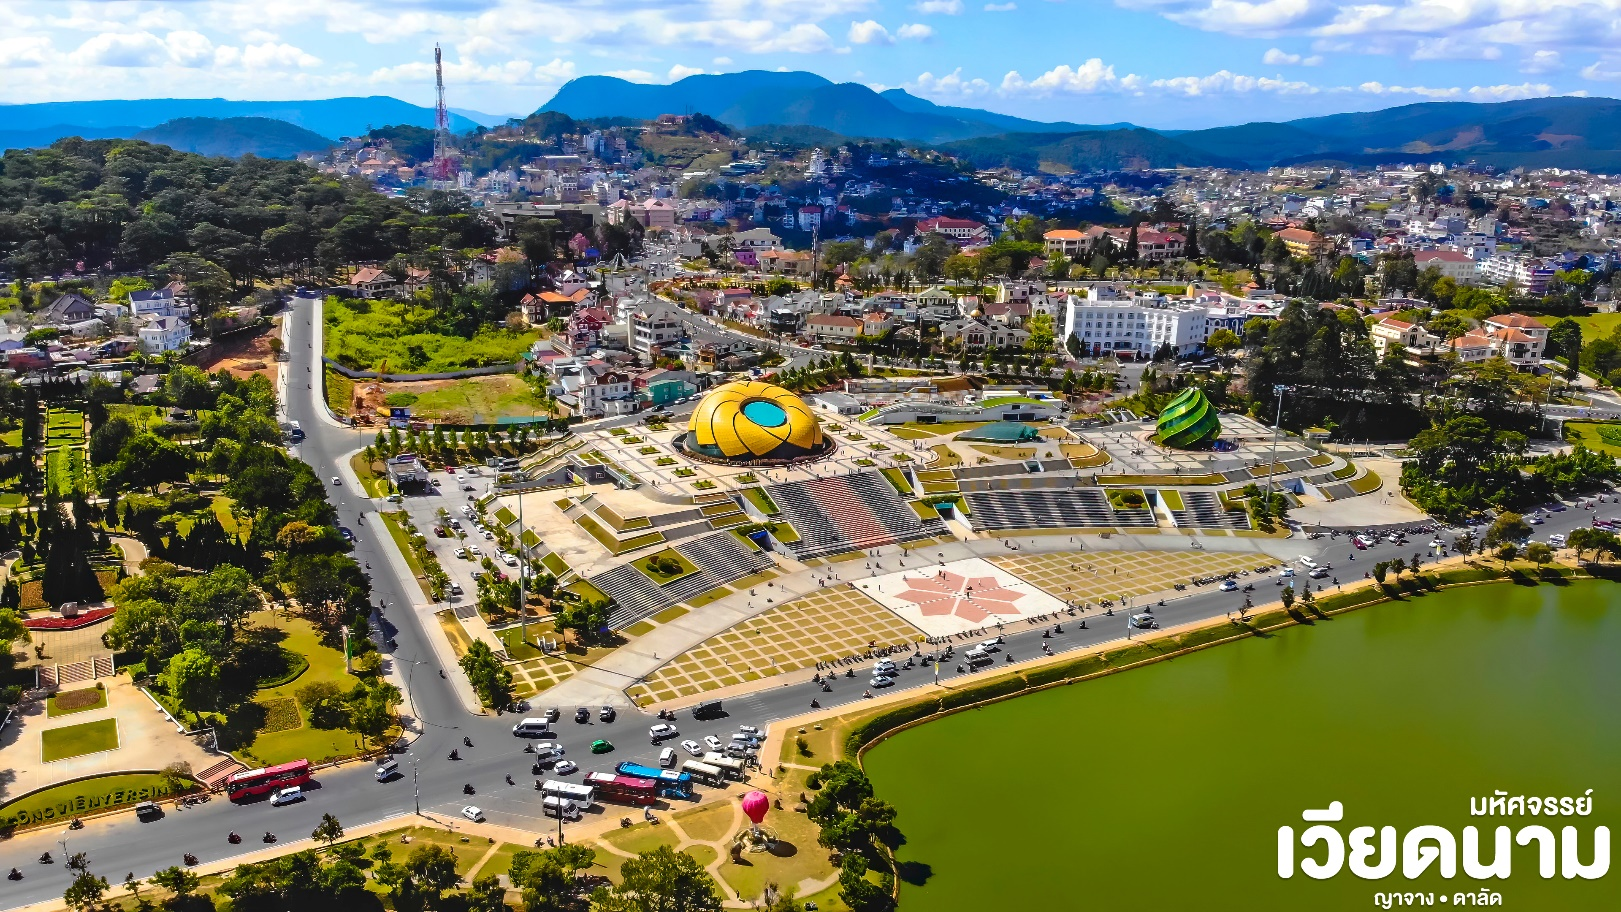 CÔNG VIÊN YERSIN
มหัศจรรย์
เวียดนาม
ญาจาง • ดาลัด